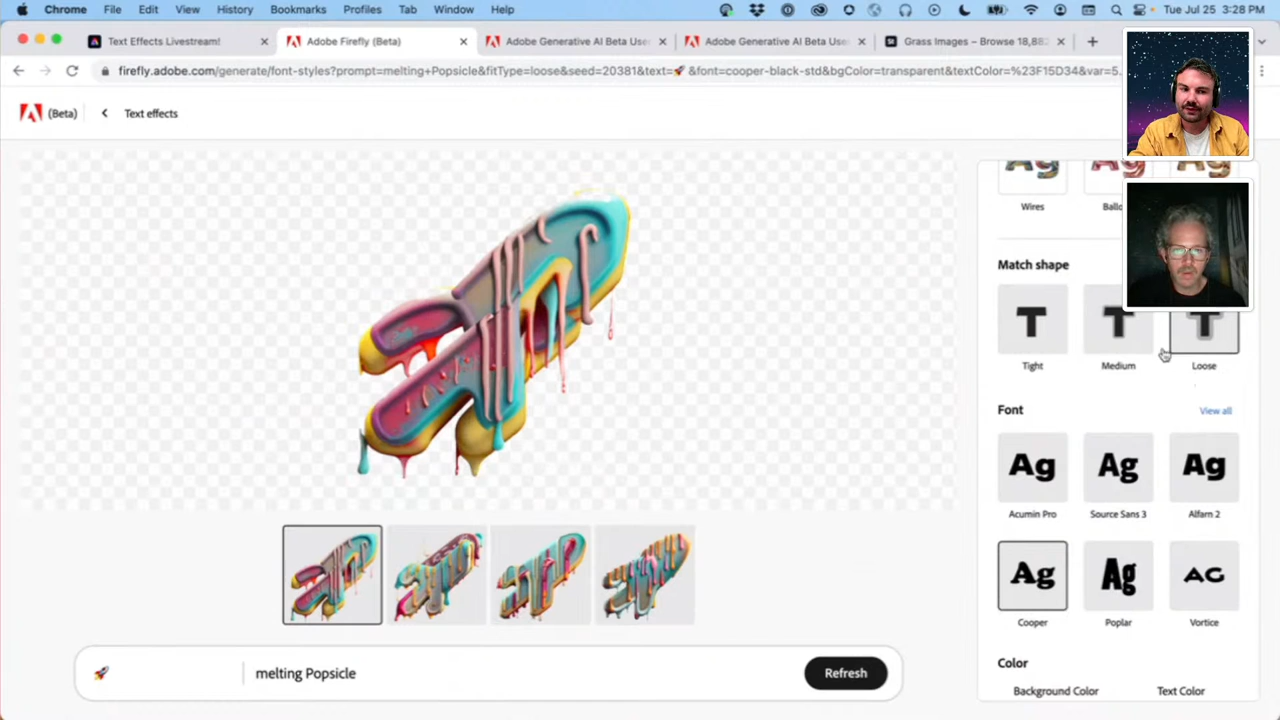 Chrome File Edit View History Bookmarks Profiles Tab Window Help Tue Jul 25 3:28 PM
Text Effects Livestream! Adobe Firefly (Beta) Adobe Generative AI Beta Use Adobe Generative AI Beta Use Grass Images – Browse 18,88
firefly.adobe.com/generate/font-styles?prompt=melting+Popsicle&fitType=loose&seed=20381&text=🚀&font=cooper-black-std&bgColor=transparent&textColor=%23F15D34&var=5.
(Beta) Text effects
Ag Ag Ag
Wires Ballo
Match shape
T T T
Tight Medium Loose
Font View all
Ag Ag Ag
Acumin Pro Source Sans 3 Alfarn 2
Ag Ag AG
Cooper Poplar Vortice
Color
Background Color Text Color
🚀 melting Popsicle Refresh